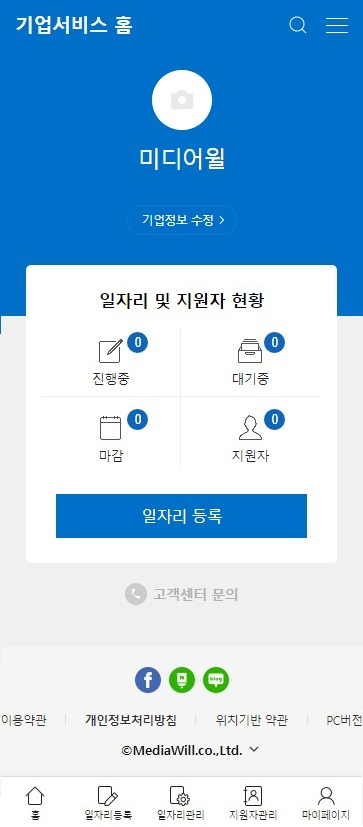 기업서비스 홈
미디어윌
기업정보 수정 >
일자리 및 지원자 현황
0 0
진행중 대기중
0 0
마감 지원자
일자리 등록
고객센터 문의
f blog
이용약관 개인정보처리방침 위치기반 약관 PC버전
©MediaWill.co.,Ltd.
홈 일자리등록 일자리관리 지원자관리 마이페이지